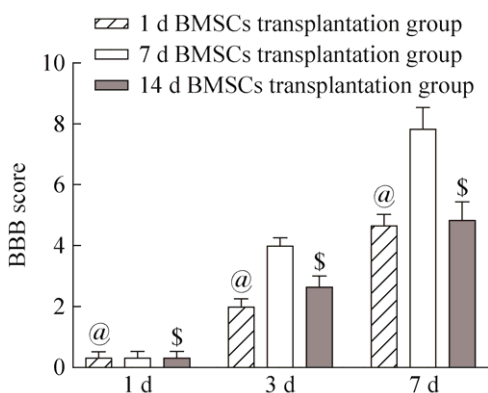 1 d BMSCs transplantation group
7 d BMSCs transplantation group
14 d BMSCs transplantation group
BBB score
10
8
6
4
2
0
@
$
@
$
@
$
1 d
3 d
7 d